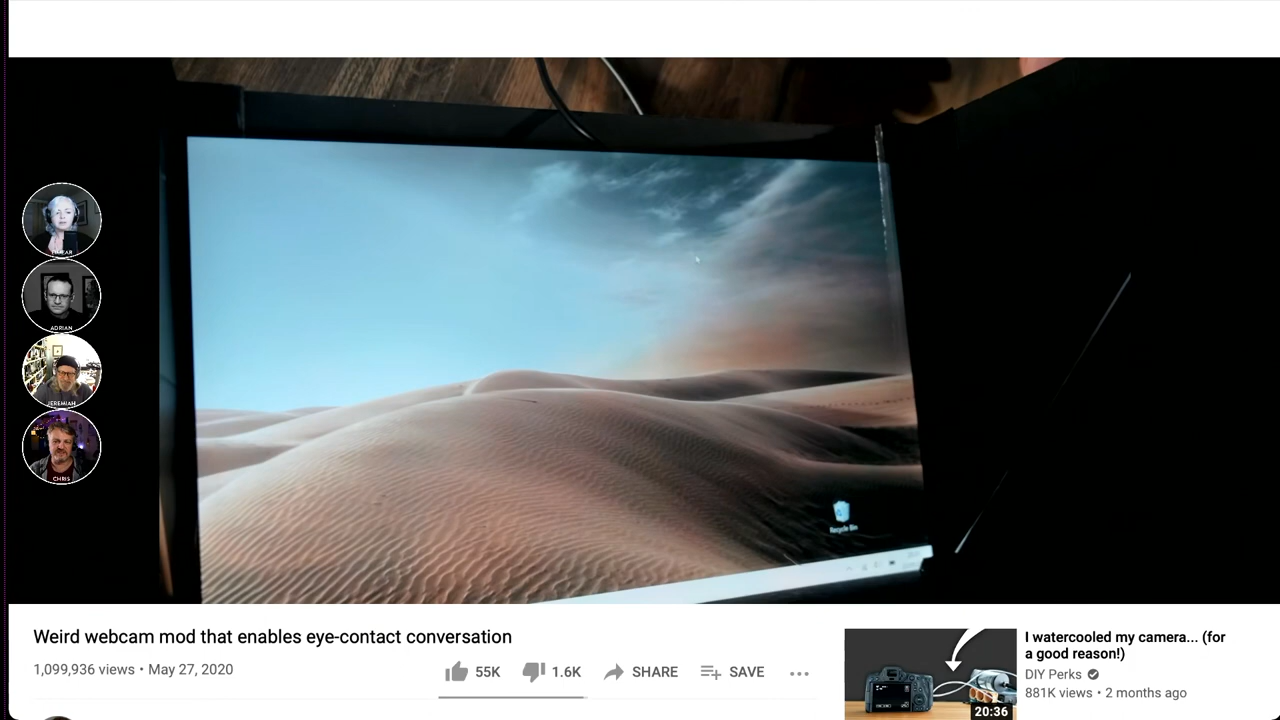 ADRIAN
JEREMIAH
CHRIS
Recycle Bin
Weird webcam mod that enables eye-contact conversation
1,099,936 views • May 27, 2020
55K
1.6K
SHARE
SAVE
20:36
I watercooled my camera... (for
a good reason!)
DIY Perks
881K views • 2 months ago